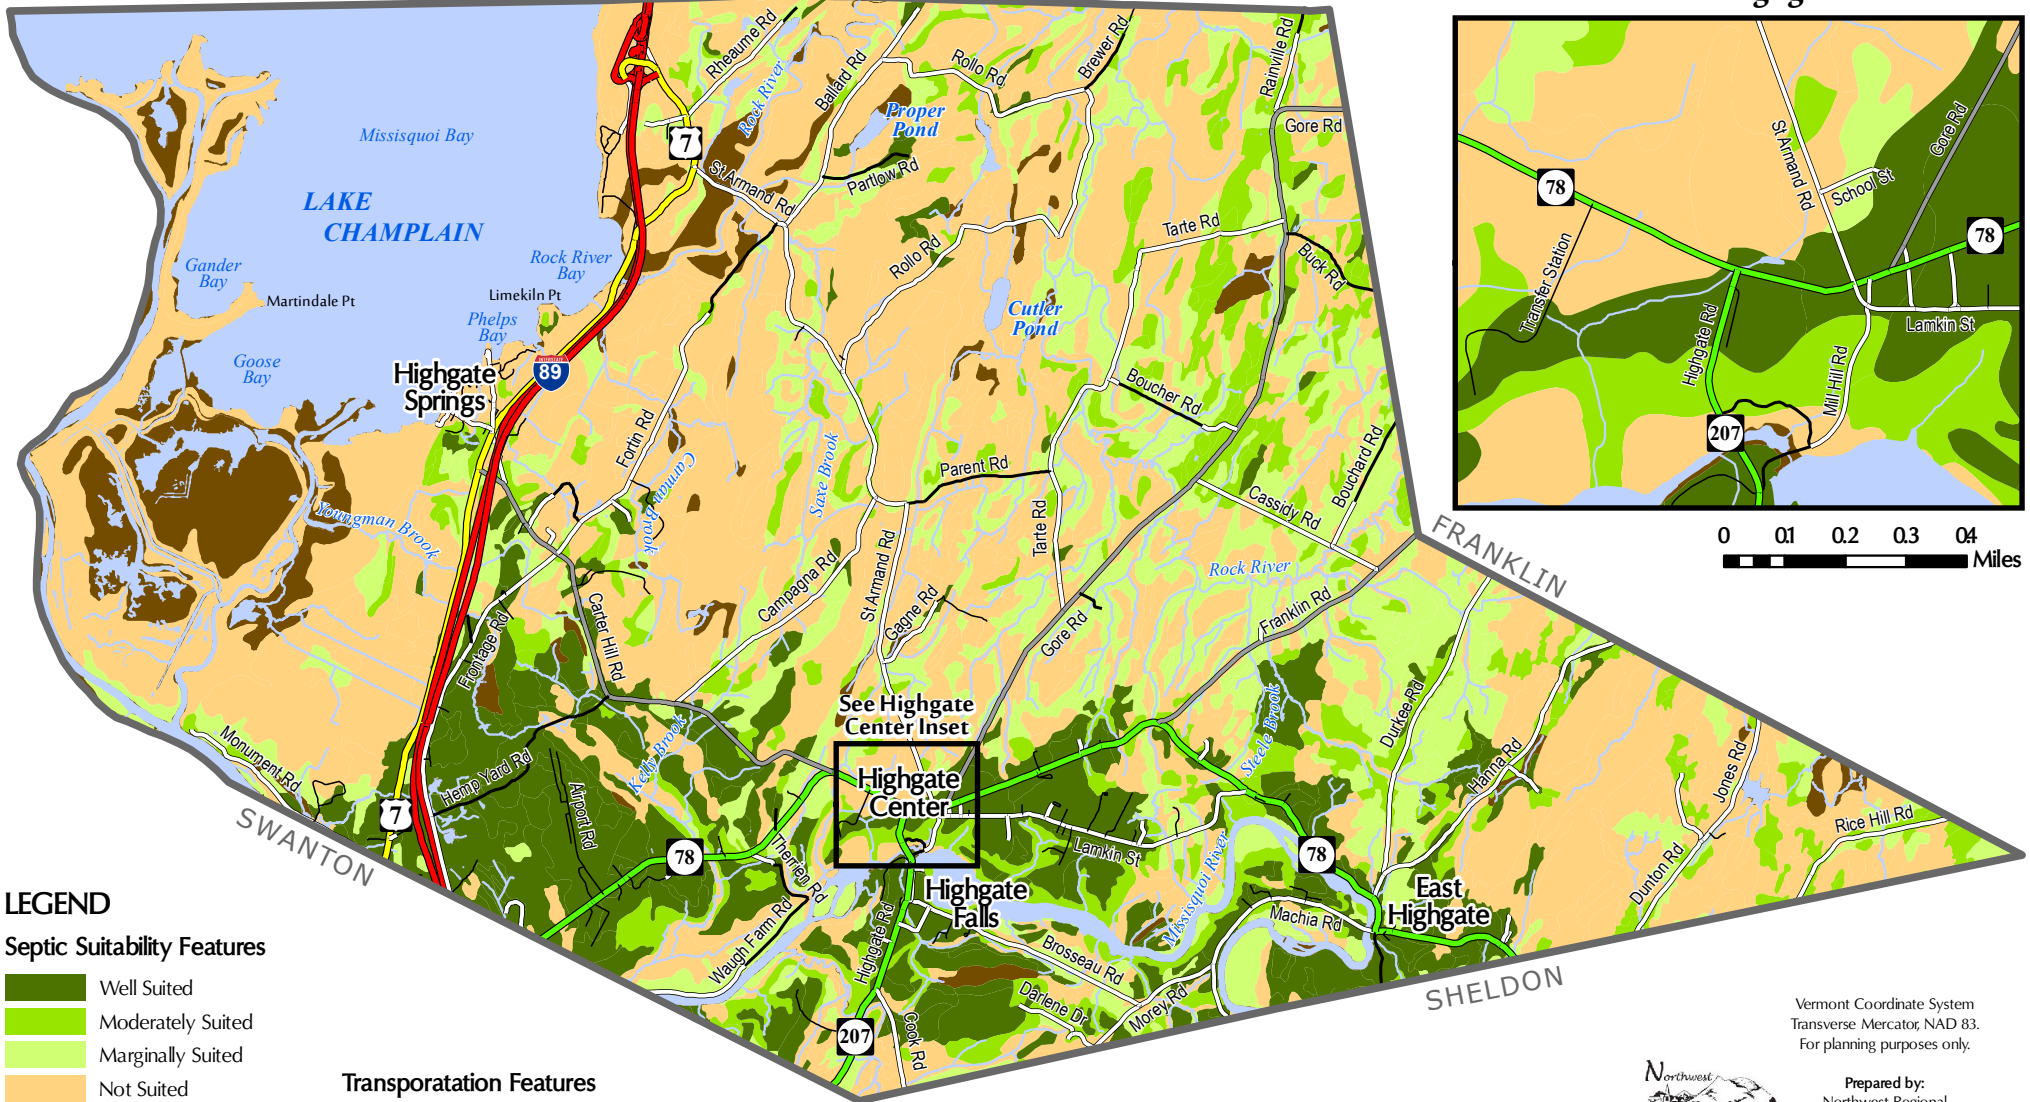 Rheaume Rd
Rock River
Ballard Rd
Rollo Rd
Brewer Rd
Rainville Rd
Gore Rd
Proper
Pond
Partlow Rd
St Armand Rd
7
Missisquoi Bay
LAKE
CHAMPLAIN
Rock River
Bay
Gander
Bay
Martindale Pt
Limekiln Pt
Phelps
Bay
Goose
Bay
Highgate
Springs
INTERSTATE
89
Rollo Rd
Tarte Rd
Buck Rd
Cutler
Pond
Boucher Rd
Bouchard Rd
Fortin Rd
Carman Brook
Saxe Brook
Parent Rd
Tarte Rd
Cassidy Rd
Youngman Brook
Campagna Rd
St Armand Rd
Gagne Rd
Gore Rd
Rock River
Franklin Rd
Carter Hill Rd
Frontage Rd
Kelly Brook
See Highgate
Center Inset
Highgate
Center
Steele Brook
Durkee Rd
Hanna Rd
Jones Rd
Rice Hill Rd
Dunton Rd
Monument Rd
Hemp Yard Rd
Airport Rd
7
78
Therrien Rd
Waugh Farm Rd
Lamkin St
78
Missisquoi River
Highgate
Falls
East
Highgate
Machia Rd
Brosseau Rd
Highgate Rd
Darlene Dr
Morey Rd
Cook Rd
207
SWANTON
FRANKLIN
SHELDON
78
St Armand Rd
School St
Gore Rd
78
Transfer Station
Highgate Rd
Lamkin St
Mill Hill Rd
207
0 0.1 0.2 0.3 0.4
Miles
LEGEND
Septic Suitability Features
Well Suited
Moderately Suited
Marginally Suited
Not Suited
Transporatation Features
Vermont Coordinate System
Transverse Mercator, NAD 83.
For planning purposes only.
Northwest
Prepared by:
Northwest Regional